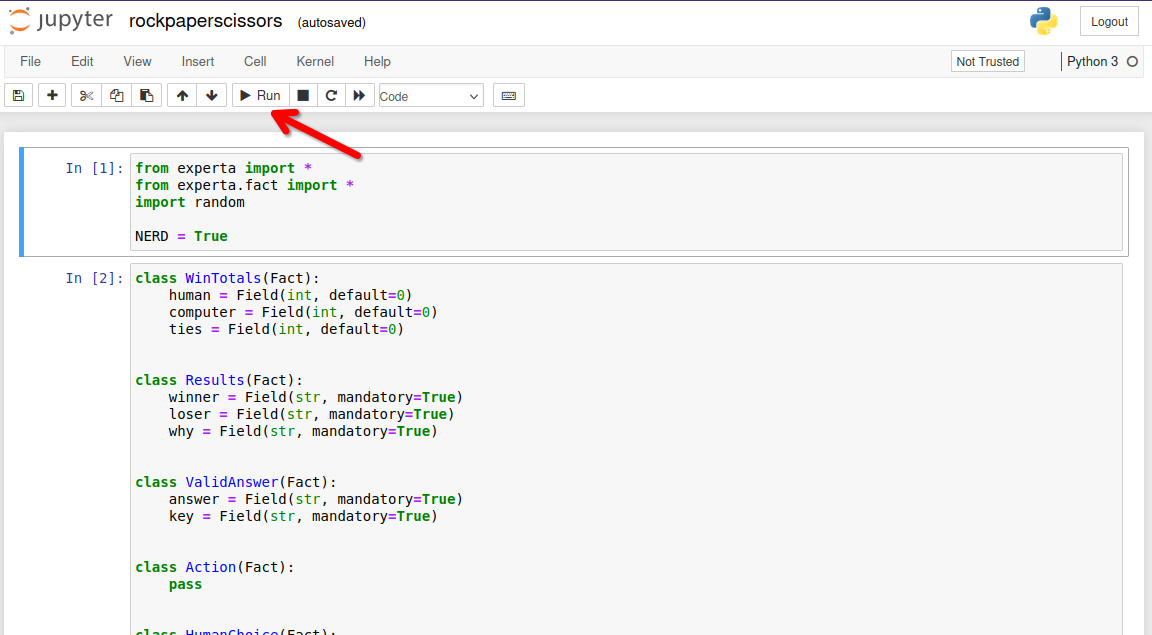 jupyter rockpaperscissors (autosaved) Logout
File Edit View Insert Cell Kernel Help Not Trusted Python 3
Run Code
In [1]: from experta import *
from experta.fact import *
import random
NERD = True
In [2]: class WinTotals(Fact):
    human = Field(int, default=0)
    computer = Field(int, default=0)
    ties = Field(int, default=0)
class Results(Fact):
    winner = Field(str, mandatory=True)
    loser = Field(str, mandatory=True)
    why = Field(str, mandatory=True)
class ValidAnswer(Fact):
    answer = Field(str, mandatory=True)
    key = Field(str, mandatory=True)
class Action(Fact):
    pass
class HumanChoice(Fact):